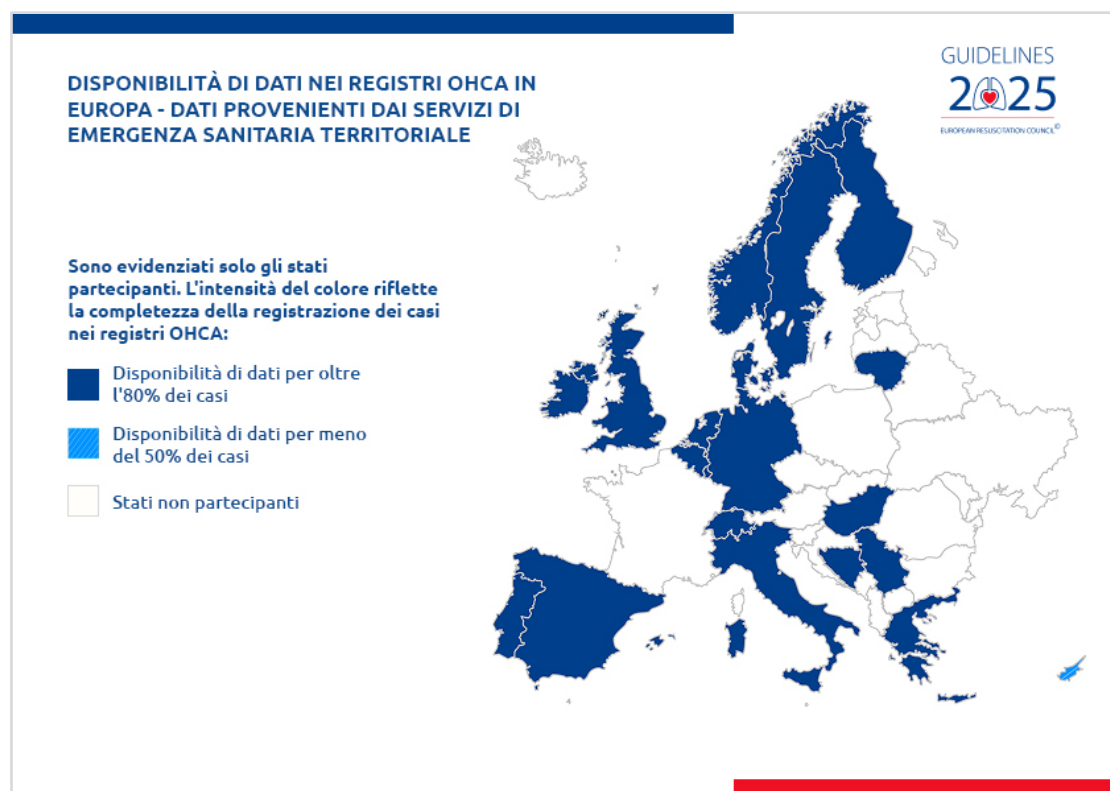 DISPONIBILITÀ DI DATI NEI REGISTRI OHCA IN
EUROPA - DATI PROVENIENTI DAI SERVIZI DI
EMERGENZA SANITARIA TERRITORIALE
GUIDELINES
2025
EUROPEAN RESUSCITATION COUNCIL©
Sono evidenziati solo gli stati
partecipanti. L'intensità del colore riflette
la completezza della registrazione dei casi
nei registri OHCA:
Disponibilità di dati per oltre
l'80% dei casi
Disponibilità di dati per meno
del 50% dei casi
Stati non partecipanti